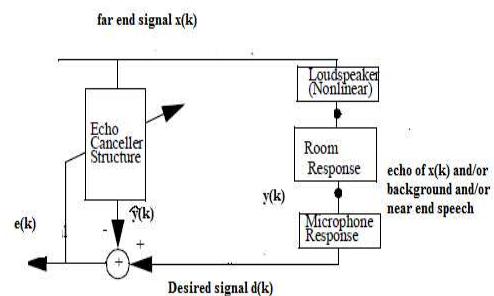 far end signal x(k)
Loudspeaker
(Nonlinear)
Echo
Canceller
Structure
Room
Response
echo of x(k) and/or
background and/or
near end speech
y(k)
ŷ(k)
Microphone
Response
e(k)
-
+
+
Desired signal d(k)